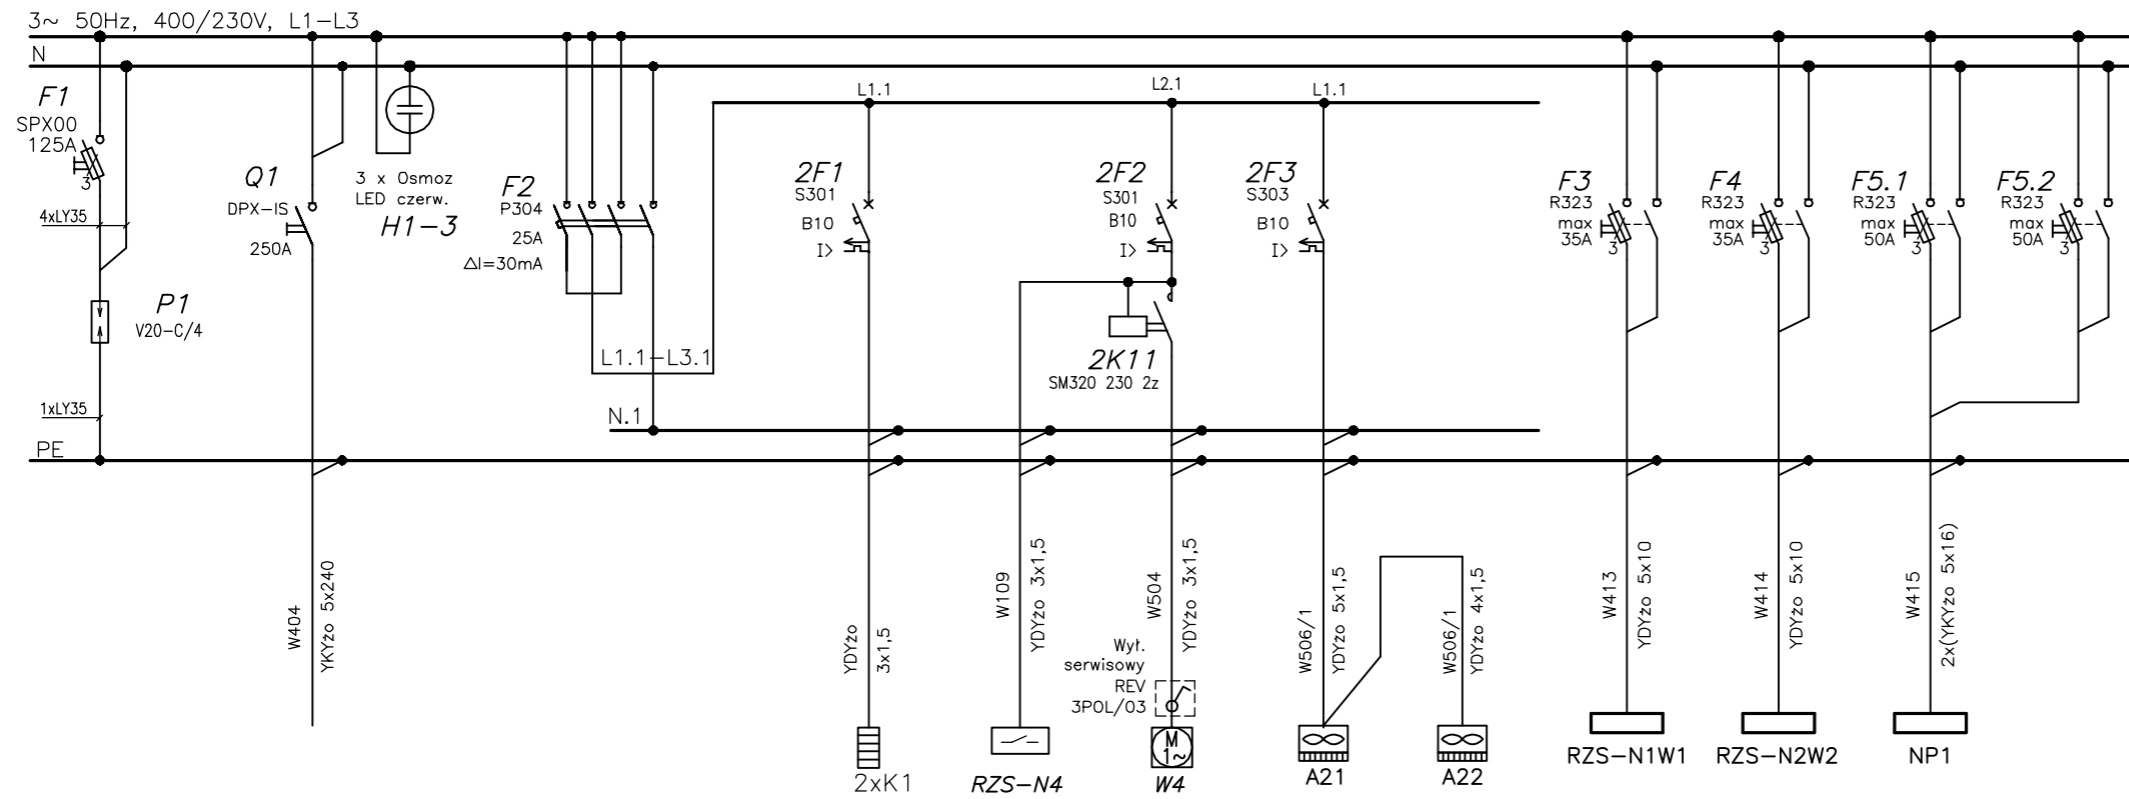 3~ 50Hz, 400/230V, L1-L3
N
F1
SPX00
125A
3
4xLY35
P1
V20-C/4
1xLY35
PE
Q1
DPX-IS
250A
W404
YKYżo 5x240
3 x Osmoz
LED czerw.
H1-3
F2
P304
25A
ΔI=30mA
L1.1-L3.1
N.1
L1.1
2F1
S301
B10
I>
YDYżo
3x1,5
2xK1
L2.1
2F2
S301
B10
I>
2K11
SM320 230 2z
W109
YDYżo 3x1,5
RZS-N4
W504
YDYżo 3x1,5
Wył.
serwisowy
REV
3POL/03
M
1~
W4
L1.1
2F3
S303
B10
I>
W506/1
YDYżo 5x1,5
A21
W506/1
YDYżo 4x1,5
A22
F3
R323
max
35A
3
W413
YDYżo 5x10
RZS-N1W1
F4
R323
max
35A
3
W414
YDYżo 5x10
RZS-N2W2
F5.1
R323
max
50A
3
W415
2x(YKYżo 5x16)
NP1
F5.2
R323
max
50A
3